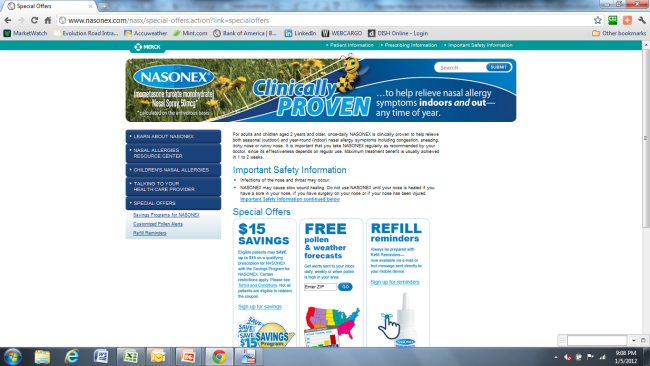 Special Offers
www.nasonex.com/nasx/special-offers.action?link=specialoffers
MarketWatch
Evolution Road Intra...
Accuweather
Mint.com
Bank of America | B...
LinkedIn
WEBCARGO
DISH Online - Login
Other bookmarks
MERCK
Patient Information
Prescribing Information
Important Safety Information
Search
SUBMIT
NASONEX®
(mometasone furoate monohydrate)
Nasal Spray, 50mcg*
*calculated on the anhydrous basis
Clinically
PROVEN
...to help relieve nasal allergy
symptoms indoors and out—
any time of year.
LEARN ABOUT NASONEX
NASAL ALLERGIES
RESOURCE CENTER
CHILDREN'S NASAL ALLERGIES
TALKING TO YOUR
HEALTH CARE PROVIDER
SPECIAL OFFERS
Savings Programs for NASONEX
Customized Pollen Alerts
Refill Reminders
For adults and children aged 2 years and older, once-daily NASONEX is clinically proven to help relieve
both seasonal (outdoor) and year-round (indoor) nasal allergy symptoms including congestion, sneezing,
itchy nose or runny nose. It is important that you take NASONEX regularly as recommended by your
doctor, since its effectiveness depends on regular use. Maximum treatment benefit is usually achieved
in 1 to 2 weeks.
Important Safety Information
Infections of the nose and throat may occur.
NASONEX may cause slow wound healing. Do not use NASONEX until your nose is healed if you
have a sore in your nose, if you have surgery on your nose or if your nose has been injured.
Important Safety Information continued below
Special Offers
$15
SAVINGS
Eligible patients may SAVE
up to $15 on a qualifying
prescription for NASONEX
with the Savings Program
for NASONEX. Certain
restrictions apply. Please see
Terms and Conditions. Not all
patients are eligible to redeem
the coupon.
Sign up for savings
SAVE
SAVE
SAVE
$15
SAVINGS
Program
FREE
pollen
& weather
forecasts
Get alerts sent to your inbox
daily, weekly or when pollen
is high in your area.
Enter ZIP
GO
REFILL
reminders
Always be prepared with
Refill Reminders—
now available via e-mail or
text message sent directly to
your mobile device.
Sign up for reminders
NASONEX
9:08 PM
1/5/2012